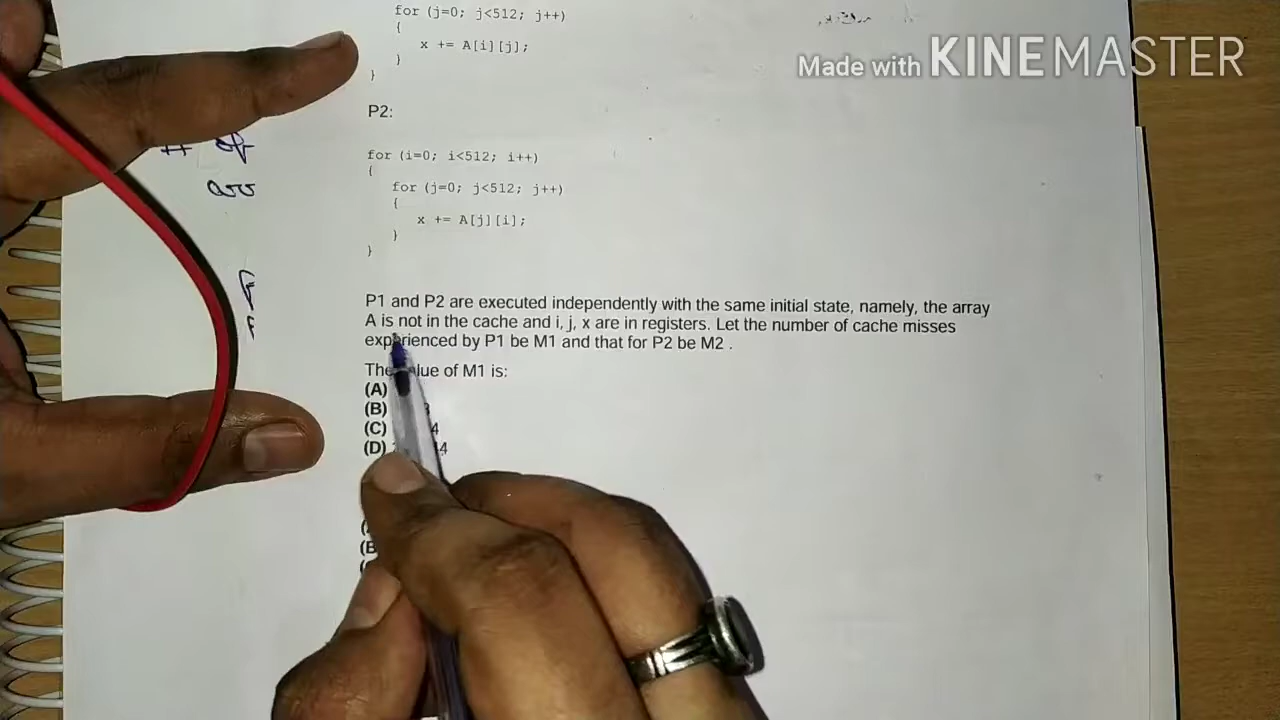 for (j=0; j<512; j++)
{
x += A[i][j];
}
}
Made with KINEMASTER
P2:
for (i=0; i<512; i++)
{
for (j=0; j<512; j++)
{
x += A[j][i];
}
}
P1 and P2 are executed independently with the same initial state, namely, the array
A is not in the cache and i, j, x are in registers. Let the number of cache misses
experienced by P1 be M1 and that for P2 be M2 .
The value of M1 is:
(A)
(B)
(C)
(D)